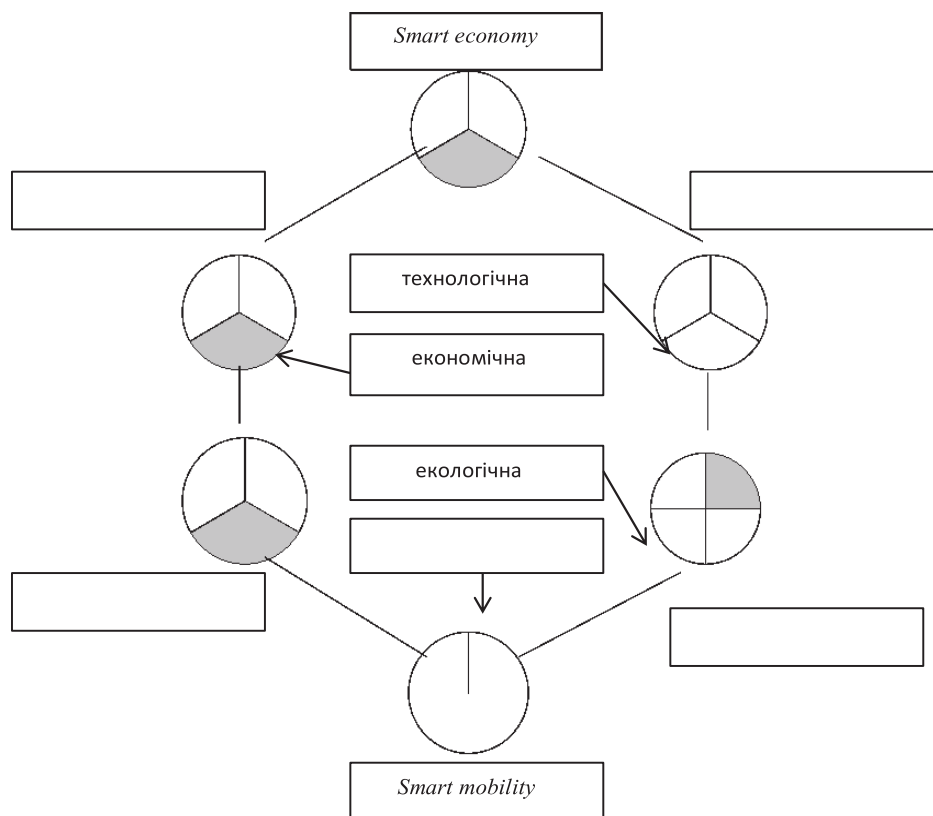 Smart economy
технологічна
економічна
екологічна
Smart mobility